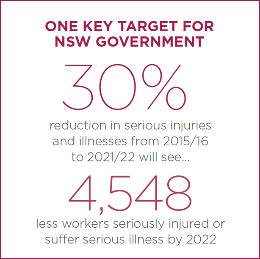 ONE KEY TARGET FOR
NSW GOVERNMENT
30%
reduction in serious injuries
and illnesses from 2015/16
to 2021/22 will see...
4,548
less workers seriously injured or
suffer serious illness by 2022